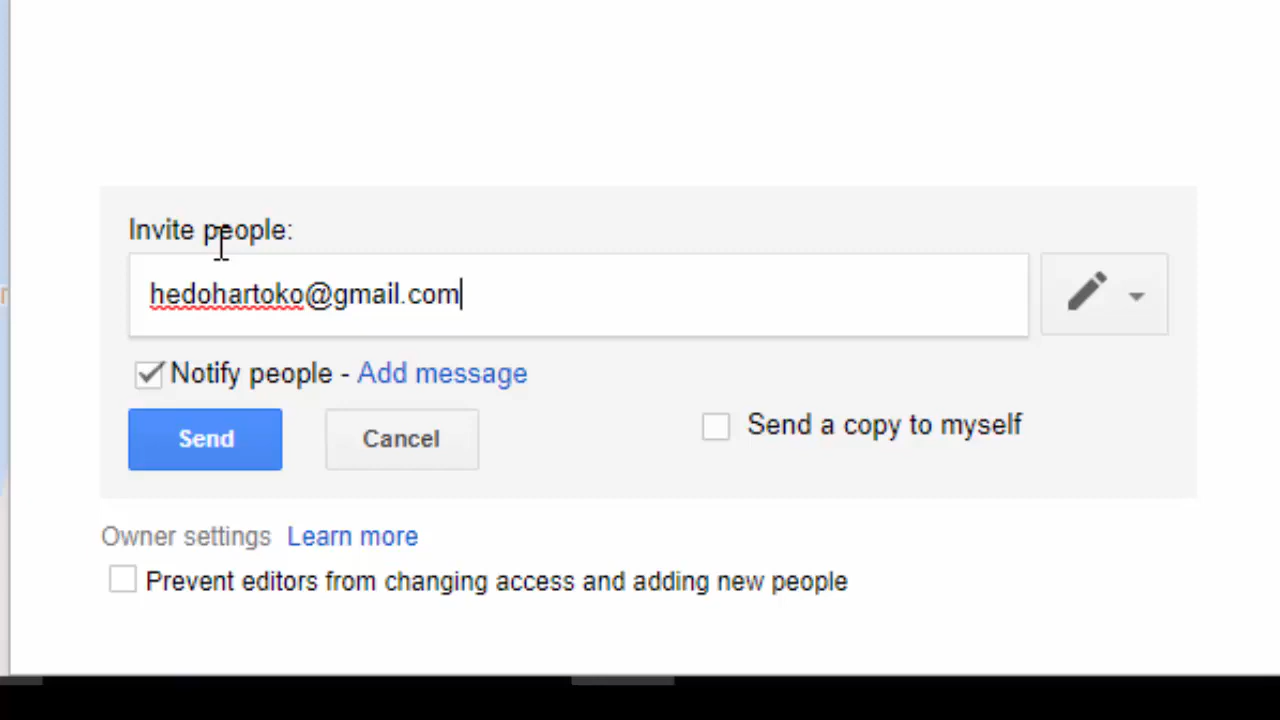 Invite people:
hedohartoko@gmail.com
Notify people - Add message
Send
Cancel
Send a copy to myself
Owner settings Learn more
Prevent editors from changing access and adding new people